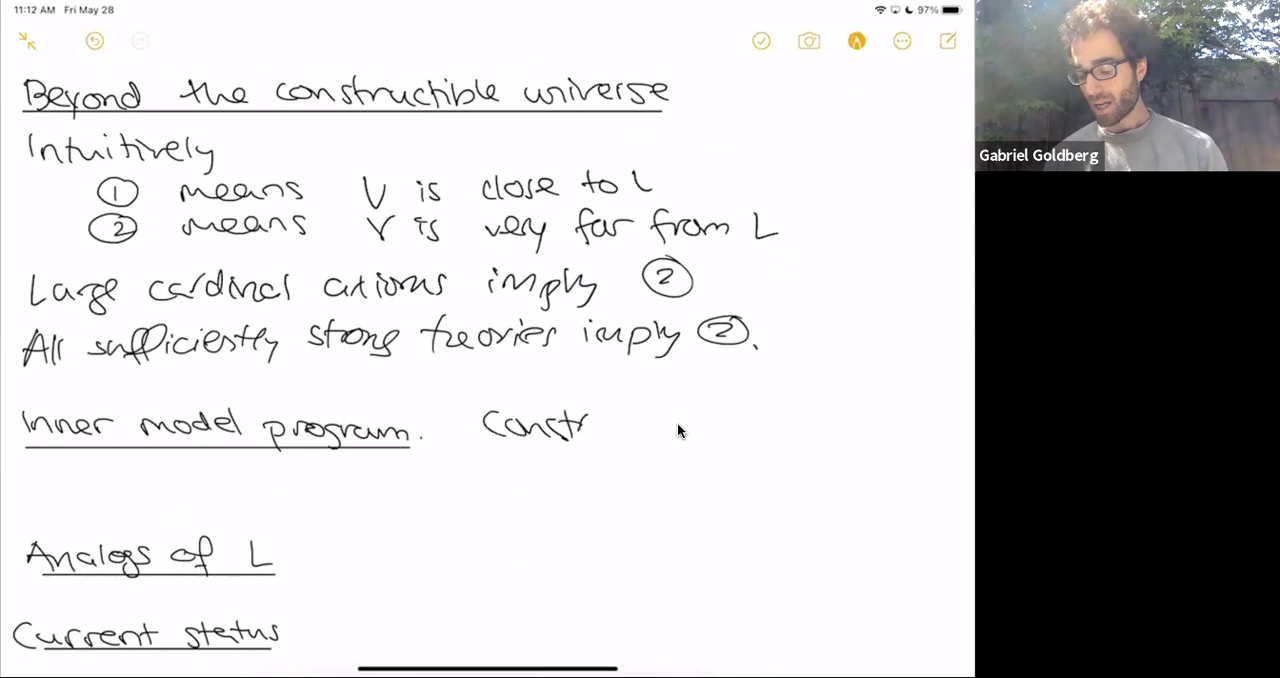 11:12 AM Fri May 28
97%
Beyond the constructible universe
Intuitively
① means V is close to L
② means V is very far from L
Large cardinal axioms imply ②
All sufficiently strong theories imply ②.
Inner model program. Constr
Analogs of L
Current status
Gabriel Goldberg